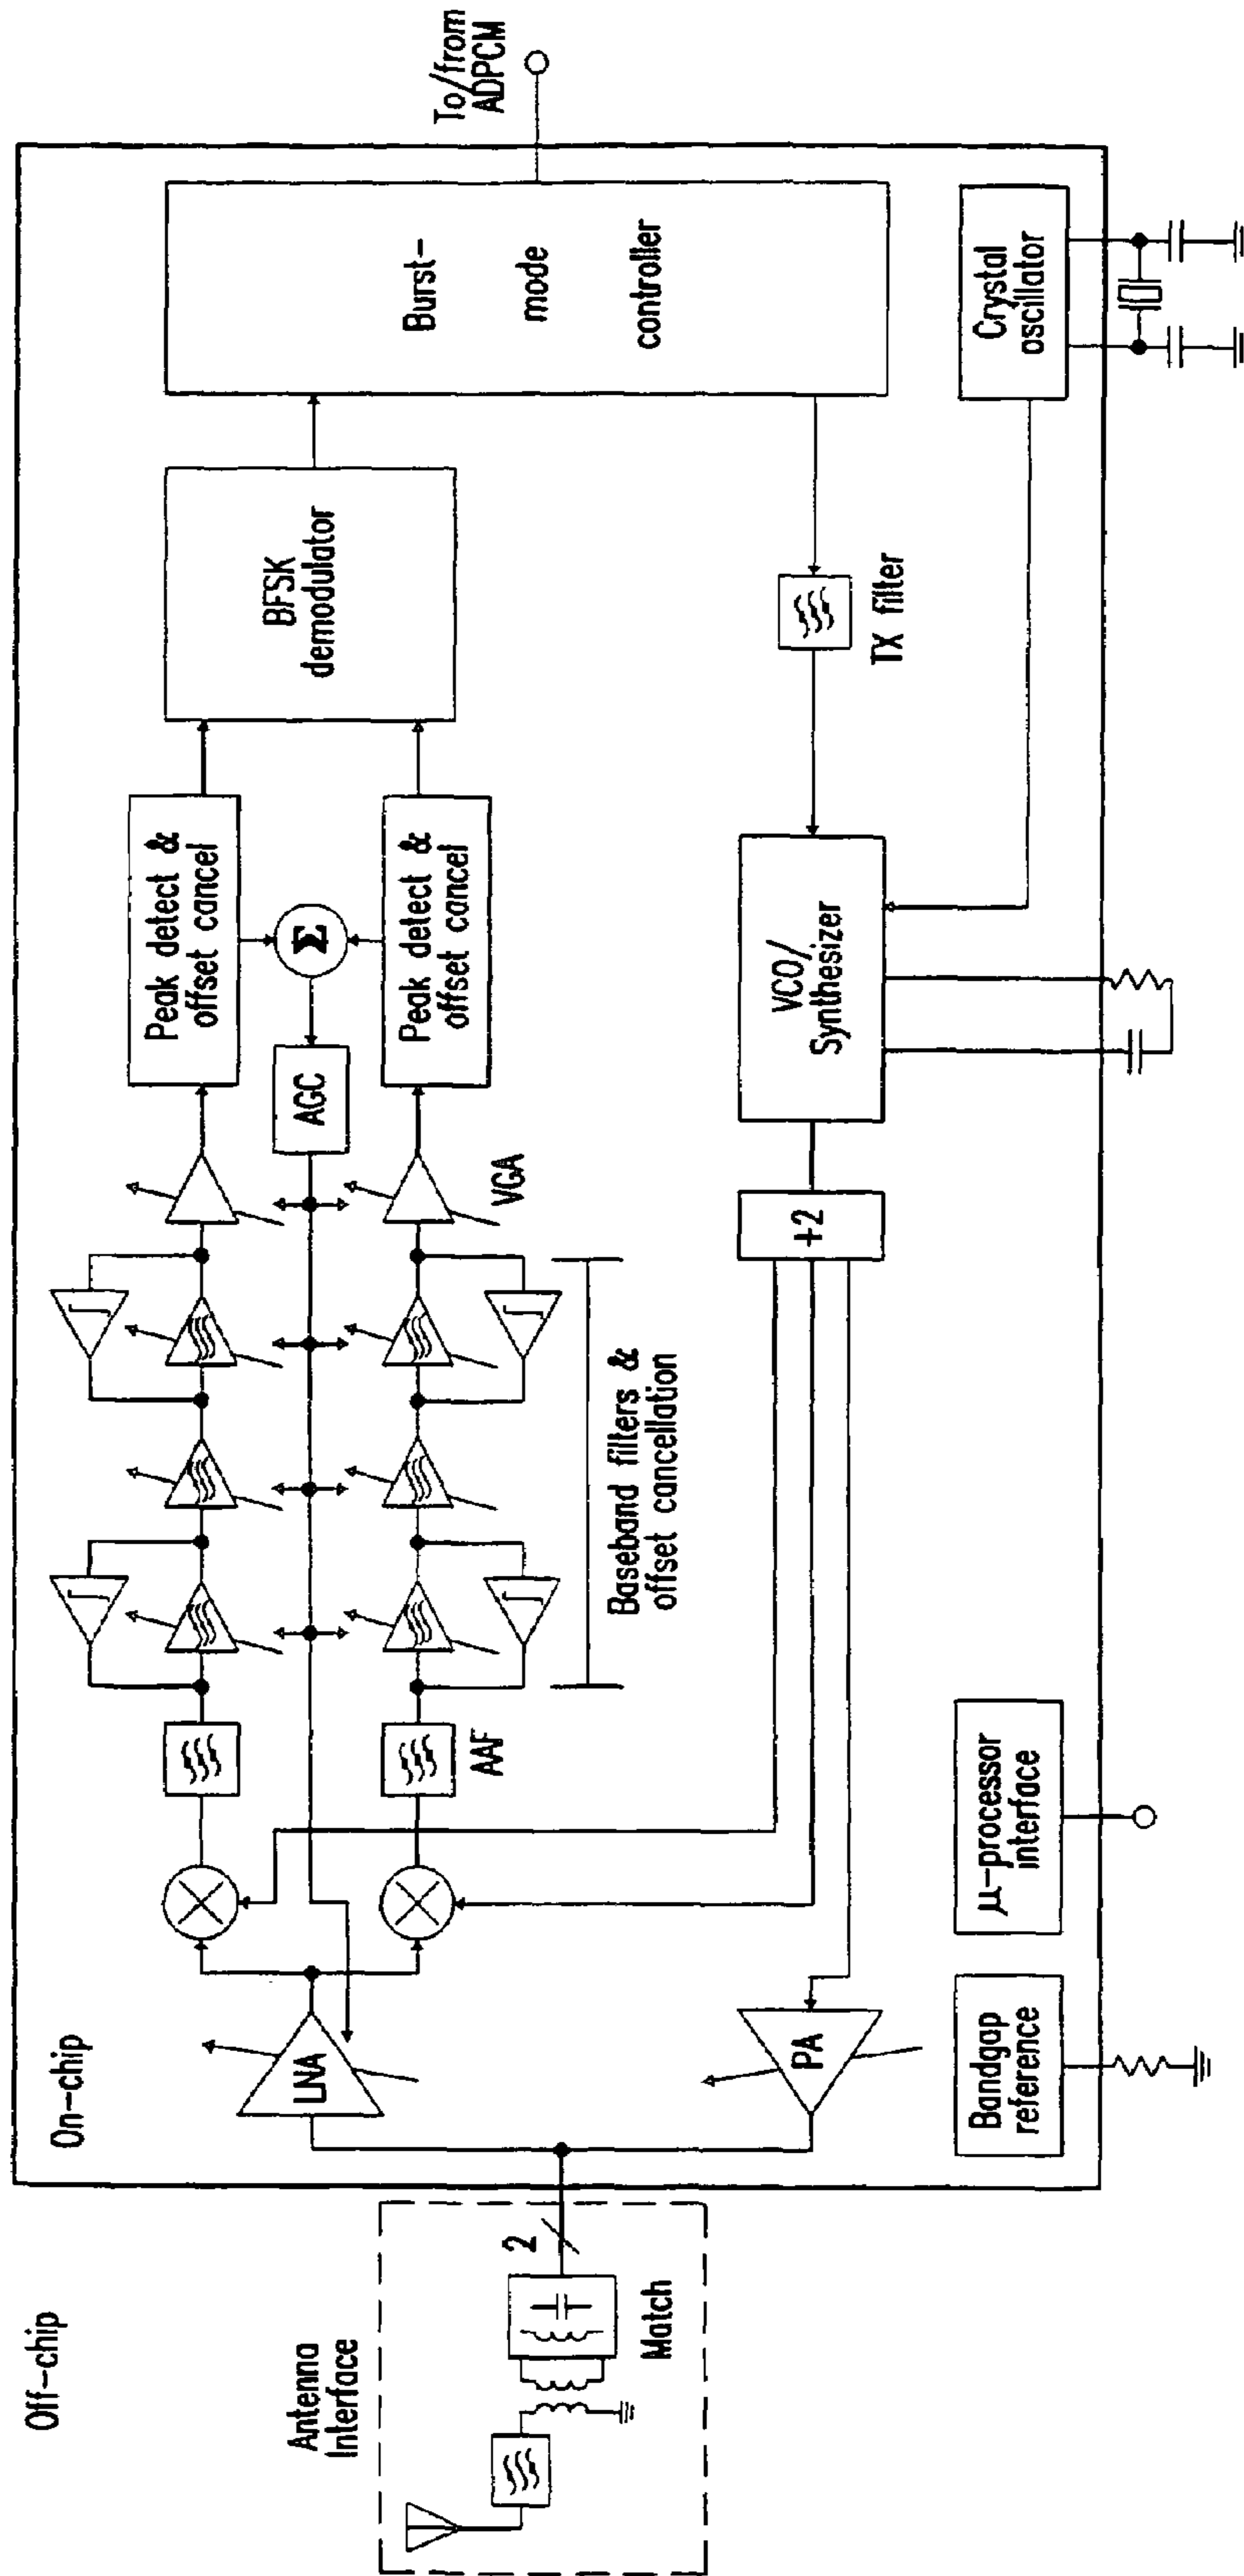 Off-chip
On-chip
Antenna
Interface
Match
2
LNA
PA
AAF
Baseband filters &
offset cancellation
VGA
AGC
Peak detect &
offset cancel
Σ
Peak detect &
offset cancel
BFSK
demodulator
Burst-
mode
controller
To/from
ADPCM
+2
VCO/
Synthesizer
TX filter
Bandgap
reference
μ-processor
interface
Crystal
oscillator